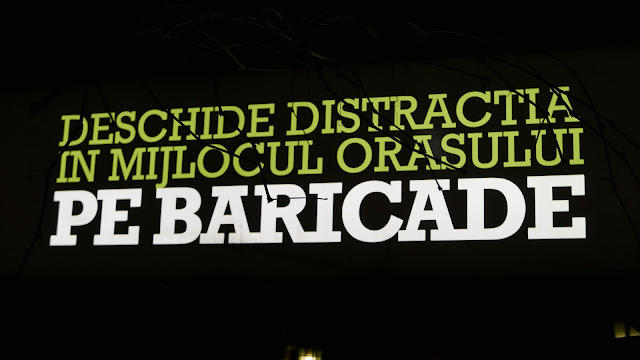 DESCHIDE DISTRACTIA
IN MIJLOCUL ORASULUI
PE BARICADE